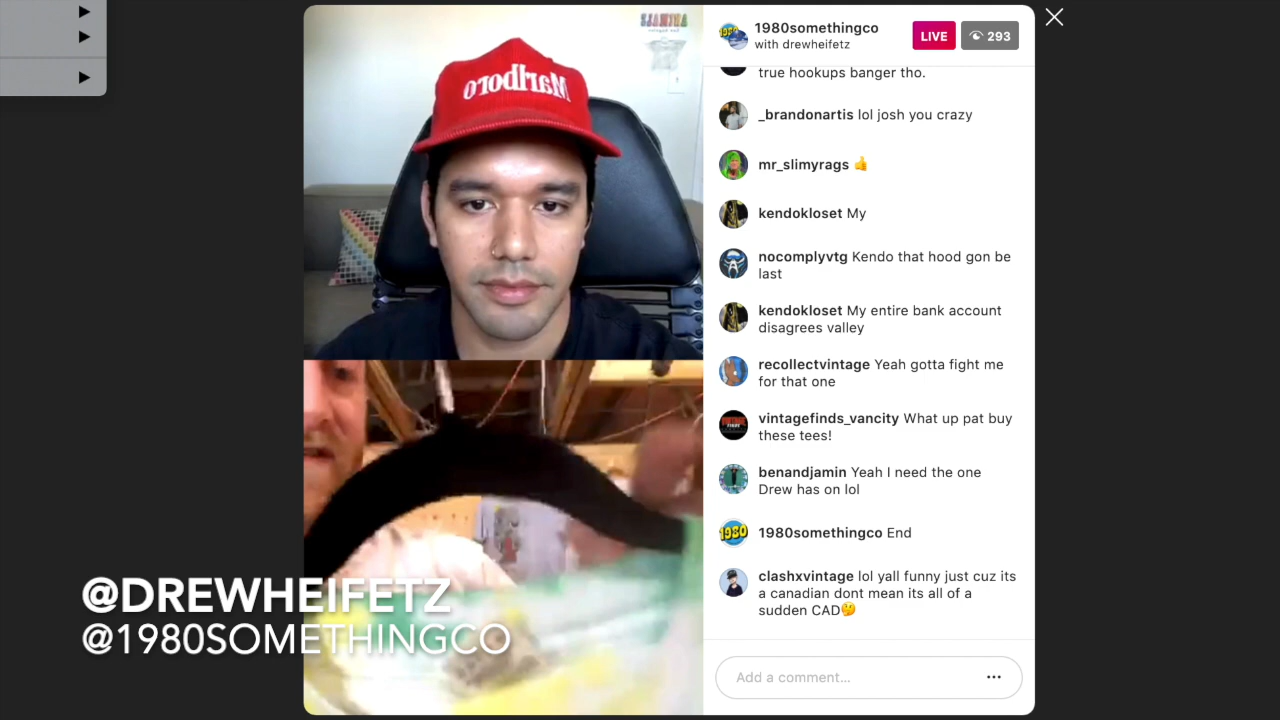 Marlboro
1980somethingco
with drewheifetz
LIVE
293
true hookups banger tho.
_brandonartis lol josh you crazy
mr_slimyrags 👍
kendokloset My
nocomplyvtg Kendo that hood gon be
last
kendokloset My entire bank account
disagrees valley
recollectvintage Yeah gotta fight me
for that one
vintagefinds_vancity What up pat buy
these tees!
benandjamin Yeah I need the one
Drew has on lol
1980
1980somethingco End
clashxvintage lol yall funny just cuz its
a canadian dont mean its all of a
sudden CAD🤔
Add a comment...
@DREWHEIFETZ
@1980SOMETHINGCO